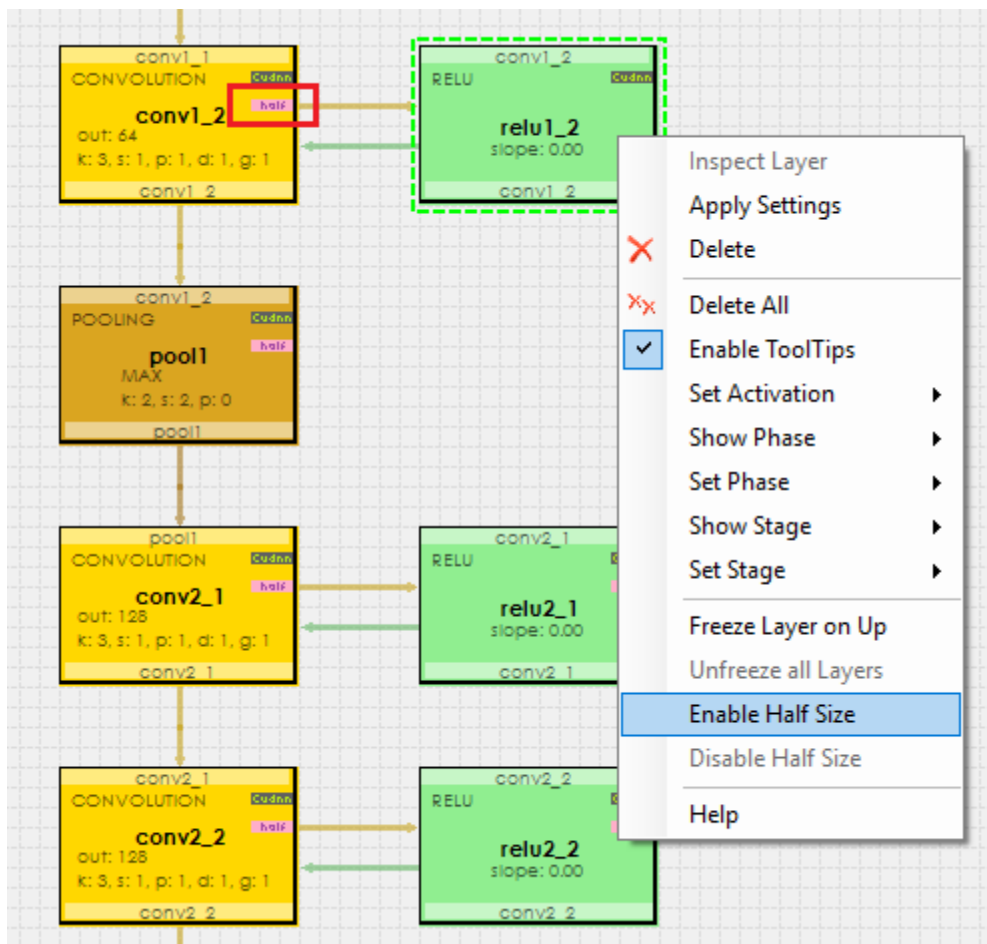 conv1_1
CONVOLUTION Cudnn
half
conv1_2
out: 64
k: 3, s: 1, p: 1, d: 1, g: 1
conv1_2
conv1_2
RELU Cudnn
relu1_2
slope: 0.00
conv1_2
conv1_2
POOLING Cudnn
half
pool1
MAX
k: 2, s: 2, p: 0
pool1
pool1
CONVOLUTION Cudnn
half
conv2_1
out: 128
k: 3, s: 1, p: 1, d: 1, g: 1
conv2_1
conv2_1
RELU
relu2_1
slope: 0.00
conv2_1
conv2_1
CONVOLUTION Cudnn
half
conv2_2
out: 128
k: 3, s: 1, p: 1, d: 1, g: 1
conv2_2
conv2_2
RELU
relu2_2
slope: 0.00
conv2_2
Inspect Layer
Apply Settings
Delete
Delete All
Enable ToolTips
Set Activation
Show Phase
Set Phase
Show Stage
Set Stage
Freeze Layer on Up
Unfreeze all Layers
Enable Half Size
Disable Half Size
Help